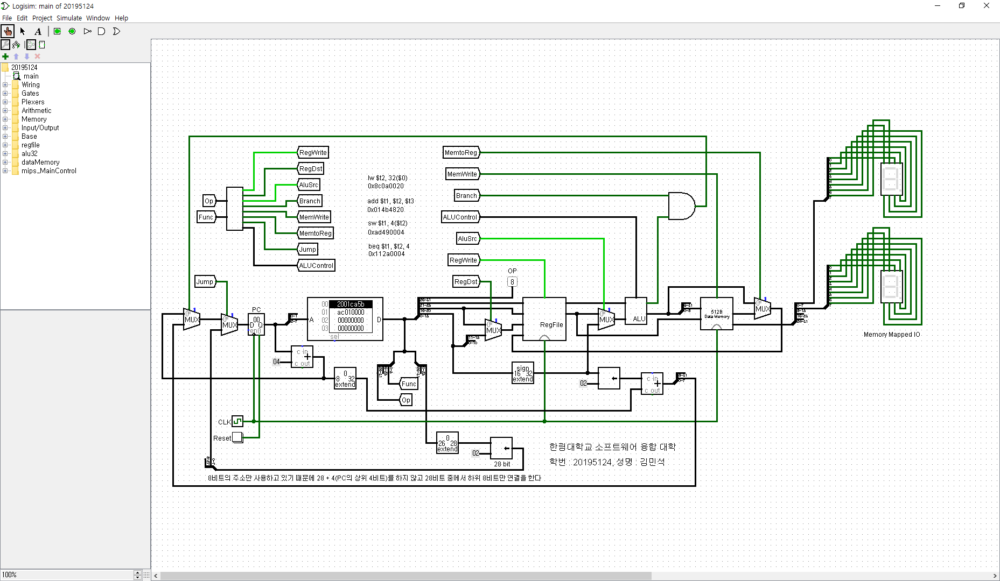 Logisim: main of 20195124
File Edit Project Simulate Window Help
20195124
main
Wiring
Gates
Plexers
Arithmetic
Memory
Input/Output
Base
regfile
alu32
dataMemory
mips_MainControl
100%
RegWrite
RegDst
AluSrc
Branch
MemWrite
MemtoReg
Jump
ALUControl
Op
Func
lw $t2, 32($0)
0x8c0a0020
add $t1, $t2, $t3
0x014b4820
sw $t1, 4($t2)
0xad490004
beq $t1, $t2, 4
0x112a0004
MemtoReg
MemWrite
Branch
ALUControl
AluSrc
RegWrite
RegDst
OP
8
Jump
MUX
MUX
PC
00
D Q
en0
A
00 2001ca5b
01 ac010000
02 00000000
03 00000000
sel
D
MUX
RegFile
MUX
ALU
512B
Data Memory
MUX
Memory Mapped IO
c in
+
c out
04
0
8 32
extend
Func
Op
sign
16 32
extend
02
c in
+
c out
CLK
Reset
0
26 28
extend
02
28 bit
한림대학교 소프트웨어 융합 대학
학번 : 20195124, 성명 : 김민석
8비트의 주소만 사용하고 있기 때문에 28 + 4(PC의 상위 4비트)를 하지 않고 28비트 중에서 하위 8비트만 연결을 한다